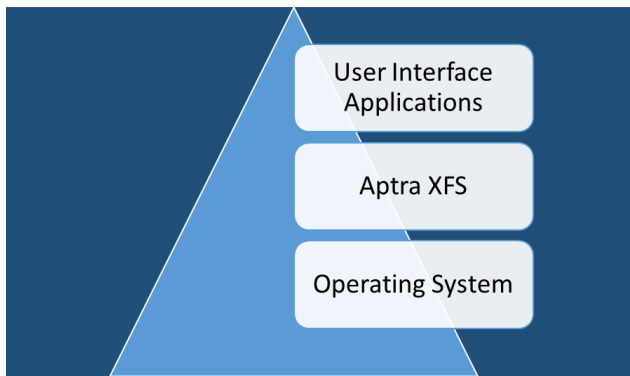 User Interface
Applications
Aptra XFS
Operating System